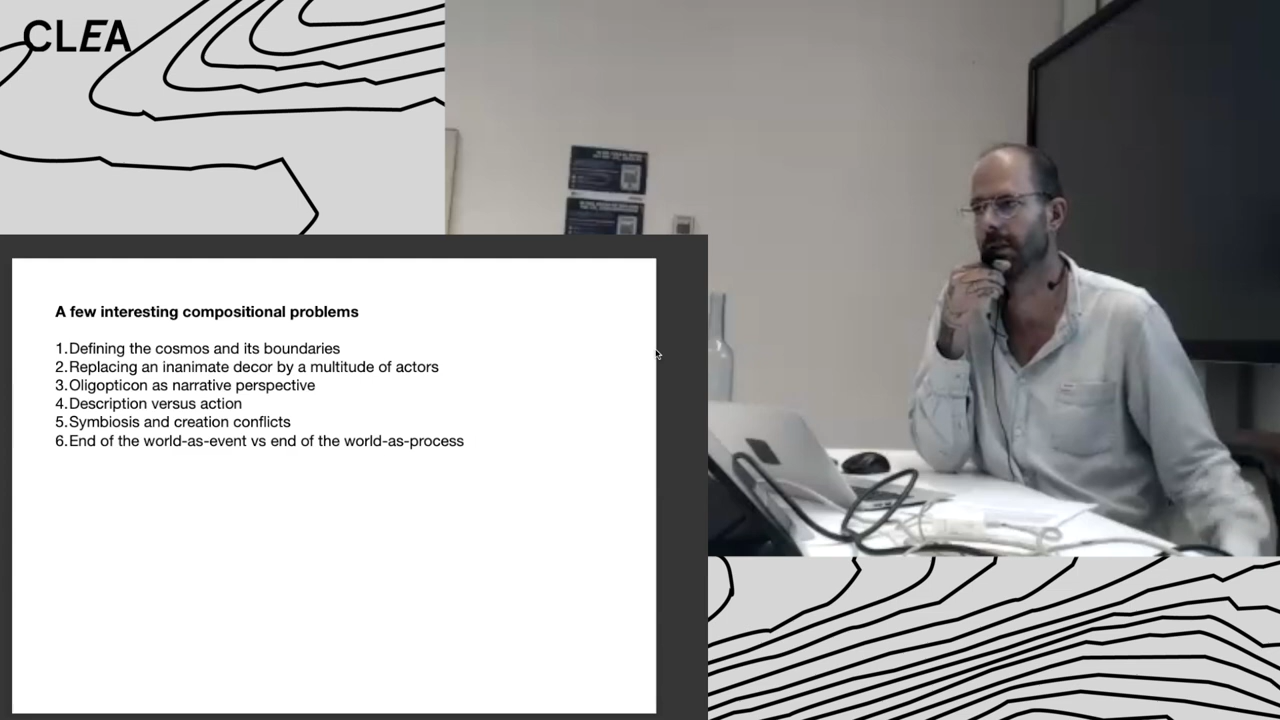 CLEA
A few interesting compositional problems
1.Defining the cosmos and its boundaries
2.Replacing an inanimate decor by a multitude of actors
3.Oligopticon as narrative perspective
4.Description versus action
5.Symbiosis and creation conflicts
6.End of the world-as-event vs end of the world-as-process